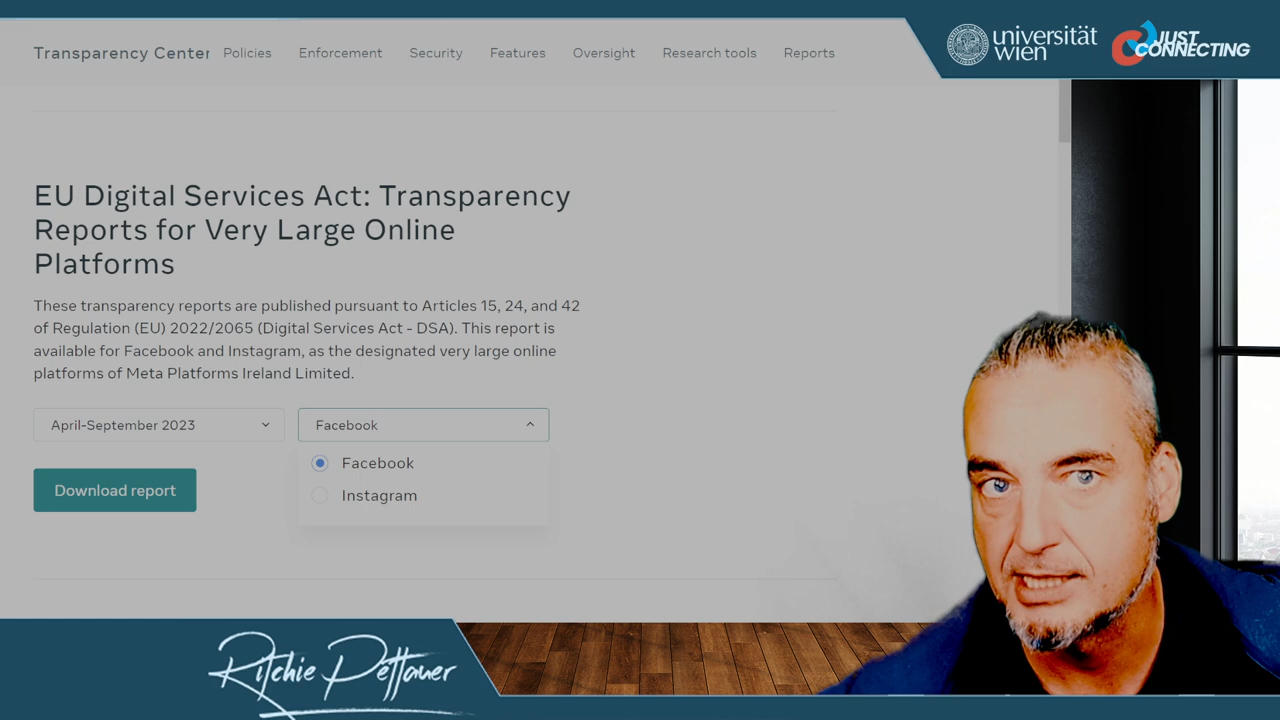 Transparency Center Policies Enforcement Security Features Oversight Research tools Reports
universität
wien
JUST
CONNECTING
EU Digital Services Act: Transparency
Reports for Very Large Online
Platforms
These transparency reports are published pursuant to Articles 15, 24, and 42
of Regulation (EU) 2022/2065 (Digital Services Act - DSA). This report is
available for Facebook and Instagram, as the designated very large online
platforms of Meta Platforms Ireland Limited.
April-September 2023 Facebook
Facebook
Download report
Instagram
Ritchie Pettauer